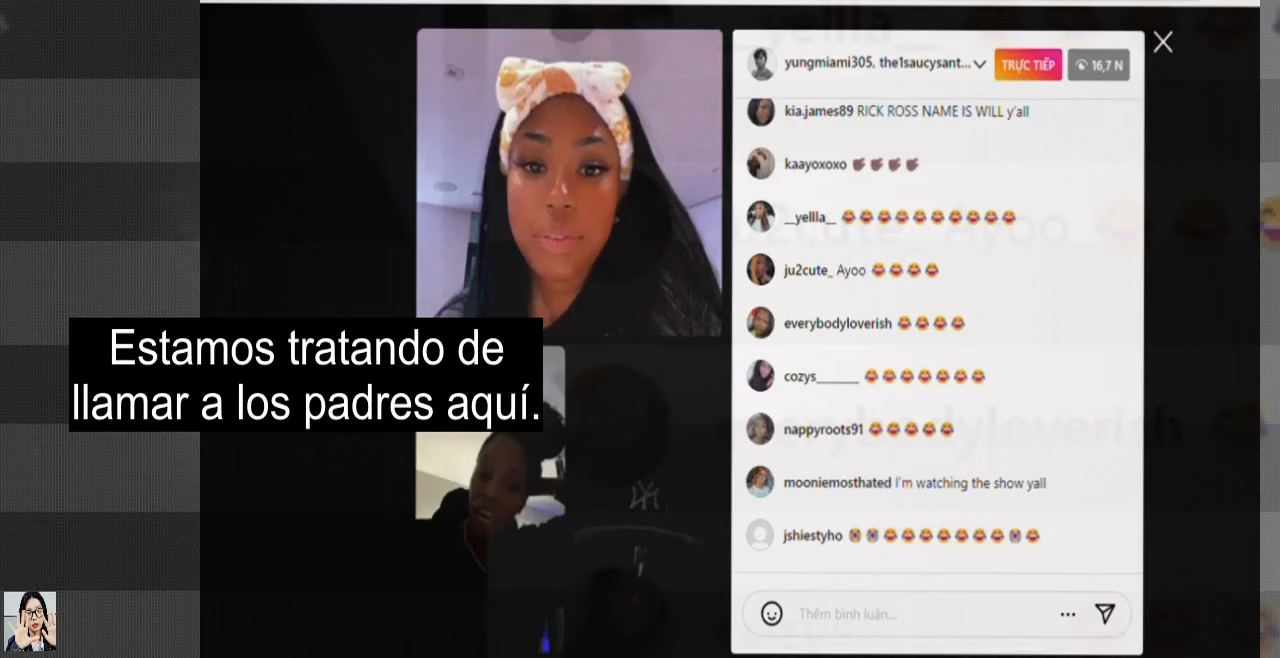 yungmiami305, the1saucysant...
TRỰC TIẾP
16,7 N
kia.james89 RICK ROSS NAME IS WILL y'all
kaayoxoxo
__yellla__
ju2cute_ Ayoo
everybodyloverish
cozys______
nappyroots91
mooniemosthated I'm watching the show yall
jshiestyho
Thêm bình luận...
Estamos tratando de
llamar a los padres aquí.